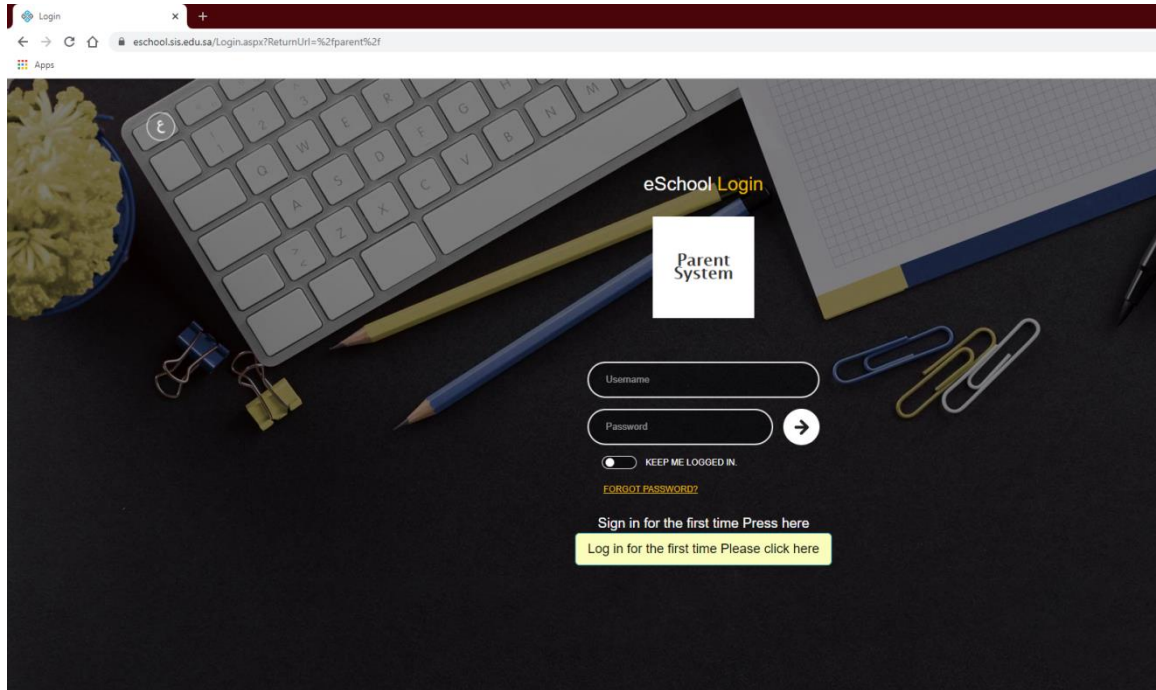 Login
eschool.sis.edu.sa/Login.aspx?ReturnUrl=%2fparent%2f
Apps
ع
eSchool Login
Parent
System
Username
Password
KEEP ME LOGGED IN.
FORGOT PASSWORD?
Sign in for the first time Press here
Log in for the first time Please click here